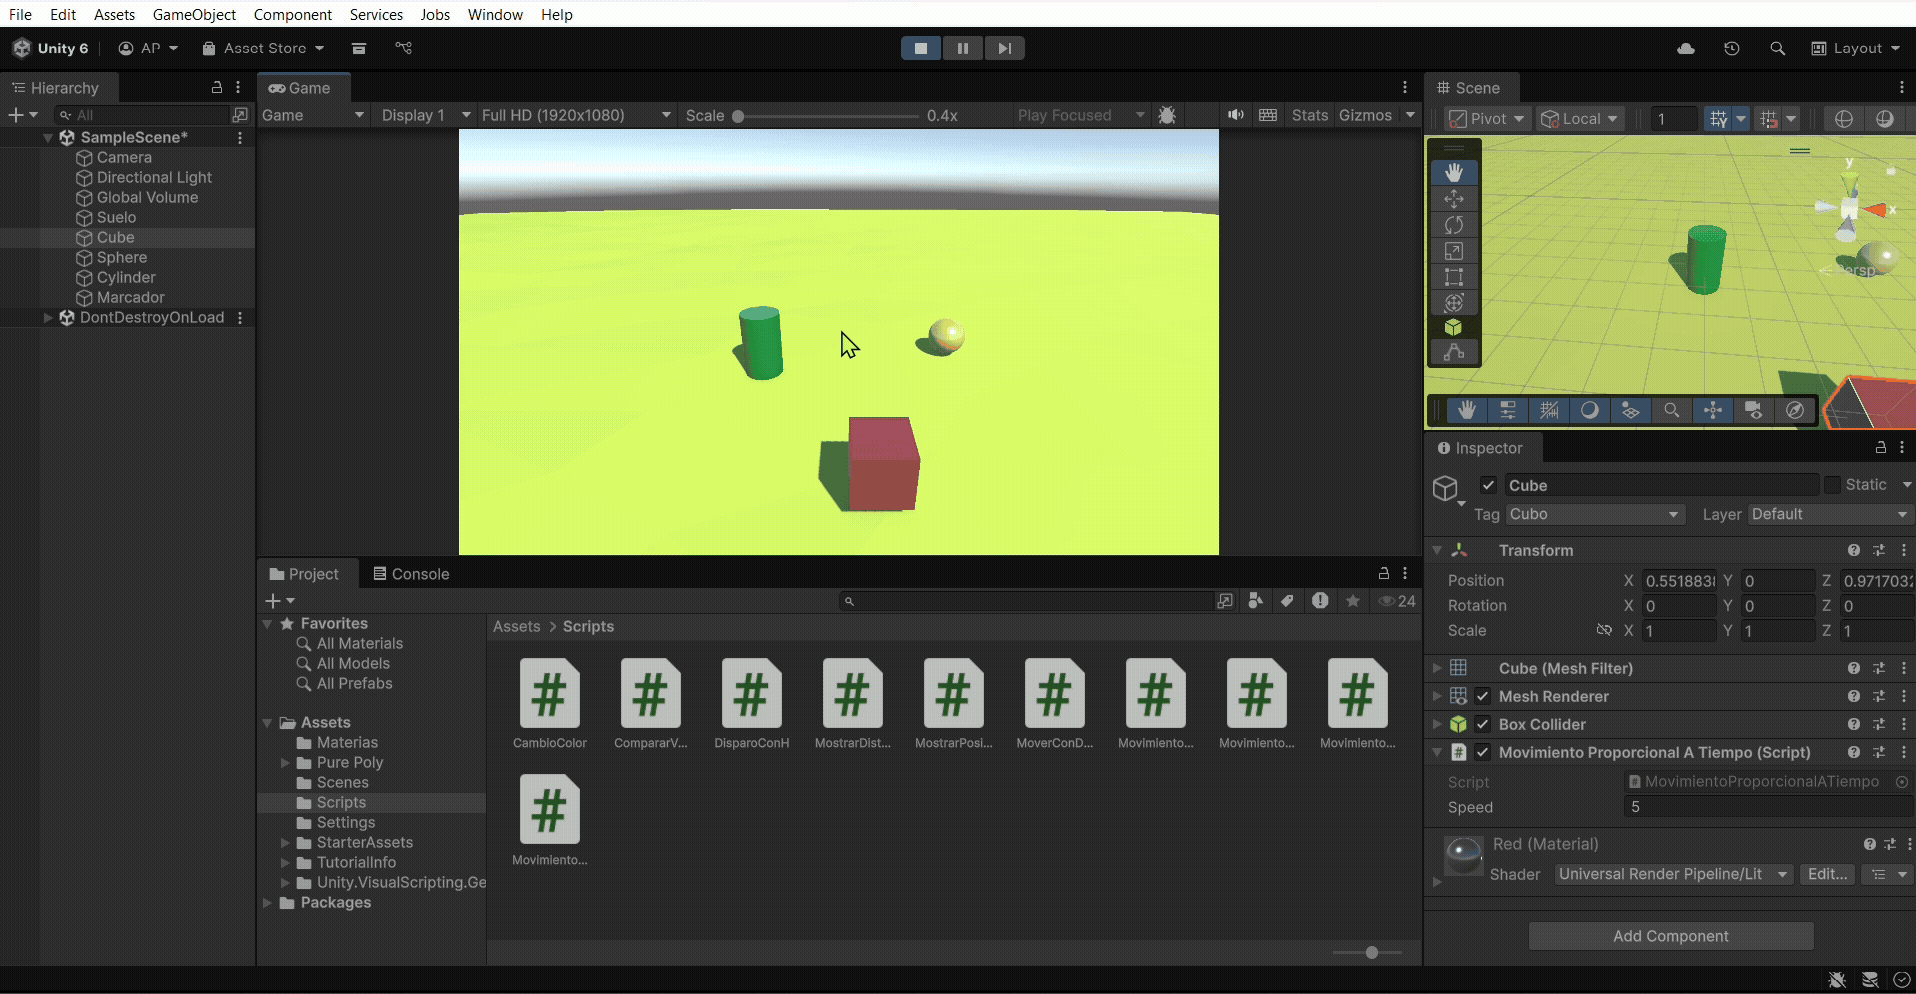 File Edit Assets GameObject Component Services Jobs Window Help
Unity 6 AP Asset Store Layout
Hierarchy
All
SampleScene*
Camera
Directional Light
Global Volume
Suelo
Cube
Sphere
Cylinder
Marcador
DontDestroyOnLoad
Game
Game Display 1 Full HD (1920x1080) Scale 0.4x Play Focused Stats Gizmos
Scene
Pivot Local 1
y
x
Persp
Project Console
24
Favorites
All Materials
All Models
All Prefabs
Assets
Materias
Pure Poly
Scenes
Scripts
Settings
StarterAssets
TutorialInfo
Unity.VisualScripting.Ge
Packages
Assets > Scripts
CambioColor CompararV... DisparoConH MostrarDist... MostrarPosi... MoverConD... Movimiento... Movimiento... Movimiento...
Movimiento...
Inspector
Cube Static
Tag Cubo Layer Default
Transform
Position X 0.551883 Y 0 Z 0.971703
Rotation X 0 Y 0 Z 0
Scale X 1 Y 1 Z 1
Cube (Mesh Filter)
Mesh Renderer
Box Collider
Movimiento Proporcional A Tiempo (Script)
Script MovimientoProporcionalATiempo
Speed 5
Red (Material)
Shader Universal Render Pipeline/Lit Edit...
Add Component